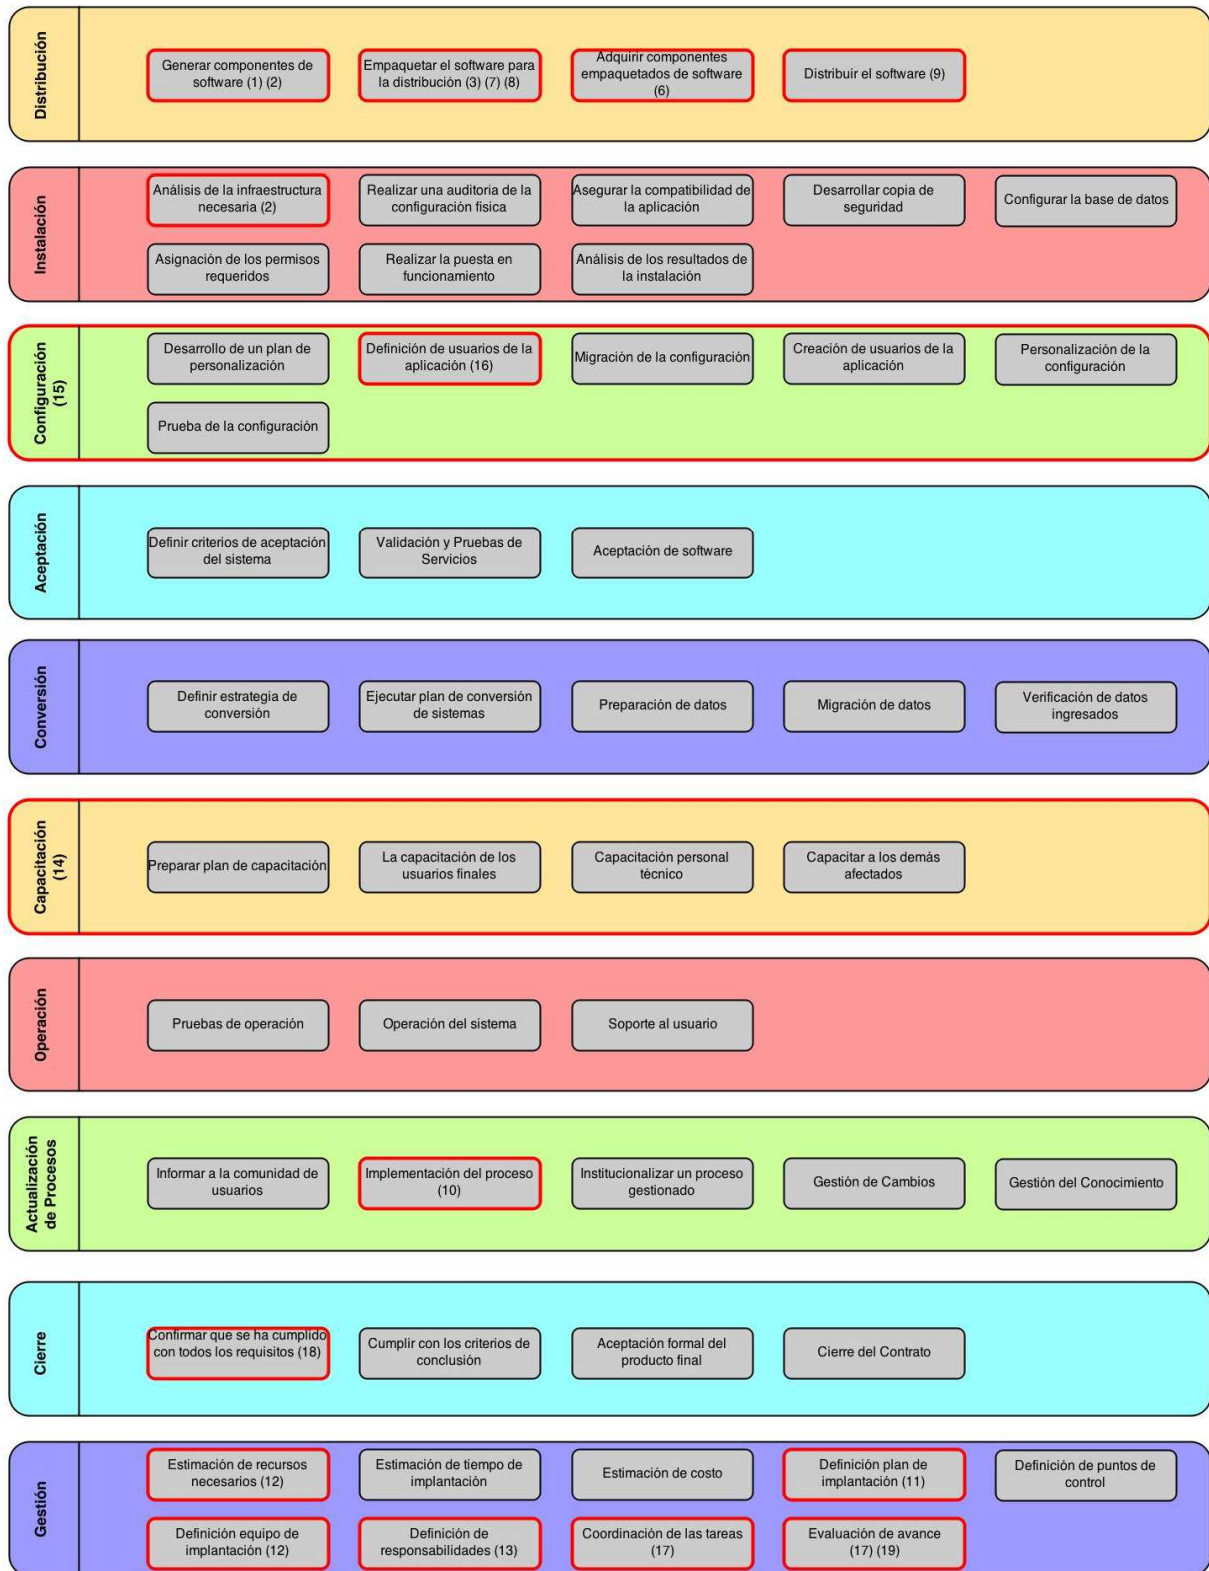 Distribución
Generar componentes de
software (1) (2)
Empaquetar el software para
la distribución (3) (7) (8)
Adquirir componentes
empaquetados de software
(6)
Distribuir el software (9)
Instalación
Análisis de la infraestructura
necesaria (2)
Realizar una auditoria de la
configuración física
Asegurar la compatibilidad de
la aplicación
Desarrollar copia de
seguridad
Configurar la base de datos
Asignación de los permisos
requeridos
Realizar la puesta en
funcionamiento
Análisis de los resultados de
la instalación
Configuración
(15)
Desarrollo de un plan de
personalización
Definición de usuarios de la
aplicación (16)
Migración de la configuración
Creación de usuarios de la
aplicación
Personalización de la
configuración
Prueba de la configuración
Aceptación
Definir criterios de aceptación
del sistema
Validación y Pruebas de
Servicios
Aceptación de software
Conversión
Definir estrategia de
conversión
Ejecutar plan de conversión
de sistemas
Preparación de datos
Migración de datos
Verificación de datos
ingresados
Capacitación
(14)
Preparar plan de capacitación
La capacitación de los
usuarios finales
Capacitación personal
técnico
Capacitar a los demás
afectados
Operación
Pruebas de operación
Operación del sistema
Soporte al usuario
Actualización
de Procesos
Informar a la comunidad de
usuarios
Implementación del proceso
(10)
Institucionalizar un proceso
gestionado
Gestión de Cambios
Gestión del Conocimiento
Cierre
Confirmar que se ha cumplido
con todos los requisitos (18)
Cumplir con los criterios de
conclusión
Aceptación formal del
producto final
Cierre del Contrato
Gestión
Estimación de recursos
necesarios (12)
Estimación de tiempo de
implantación
Estimación de costo
Definición plan de
implantación (11)
Definición de puntos de
control
Definición equipo de
implantación (12)
Definición de
responsabilidades (13)
Coordinación de las tareas
(17)
Evaluación de avance
(17) (19)